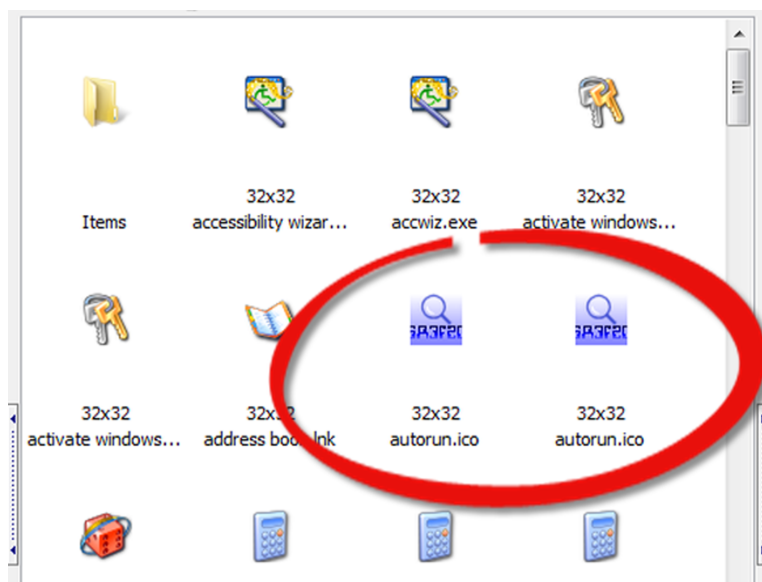 32x32 32x32 32x32
Items accessibility wizar... accwiz.exe activate windows...
32x32 32x32 32x32 32x32
activate windows... address book.lnk autorun.ico autorun.ico